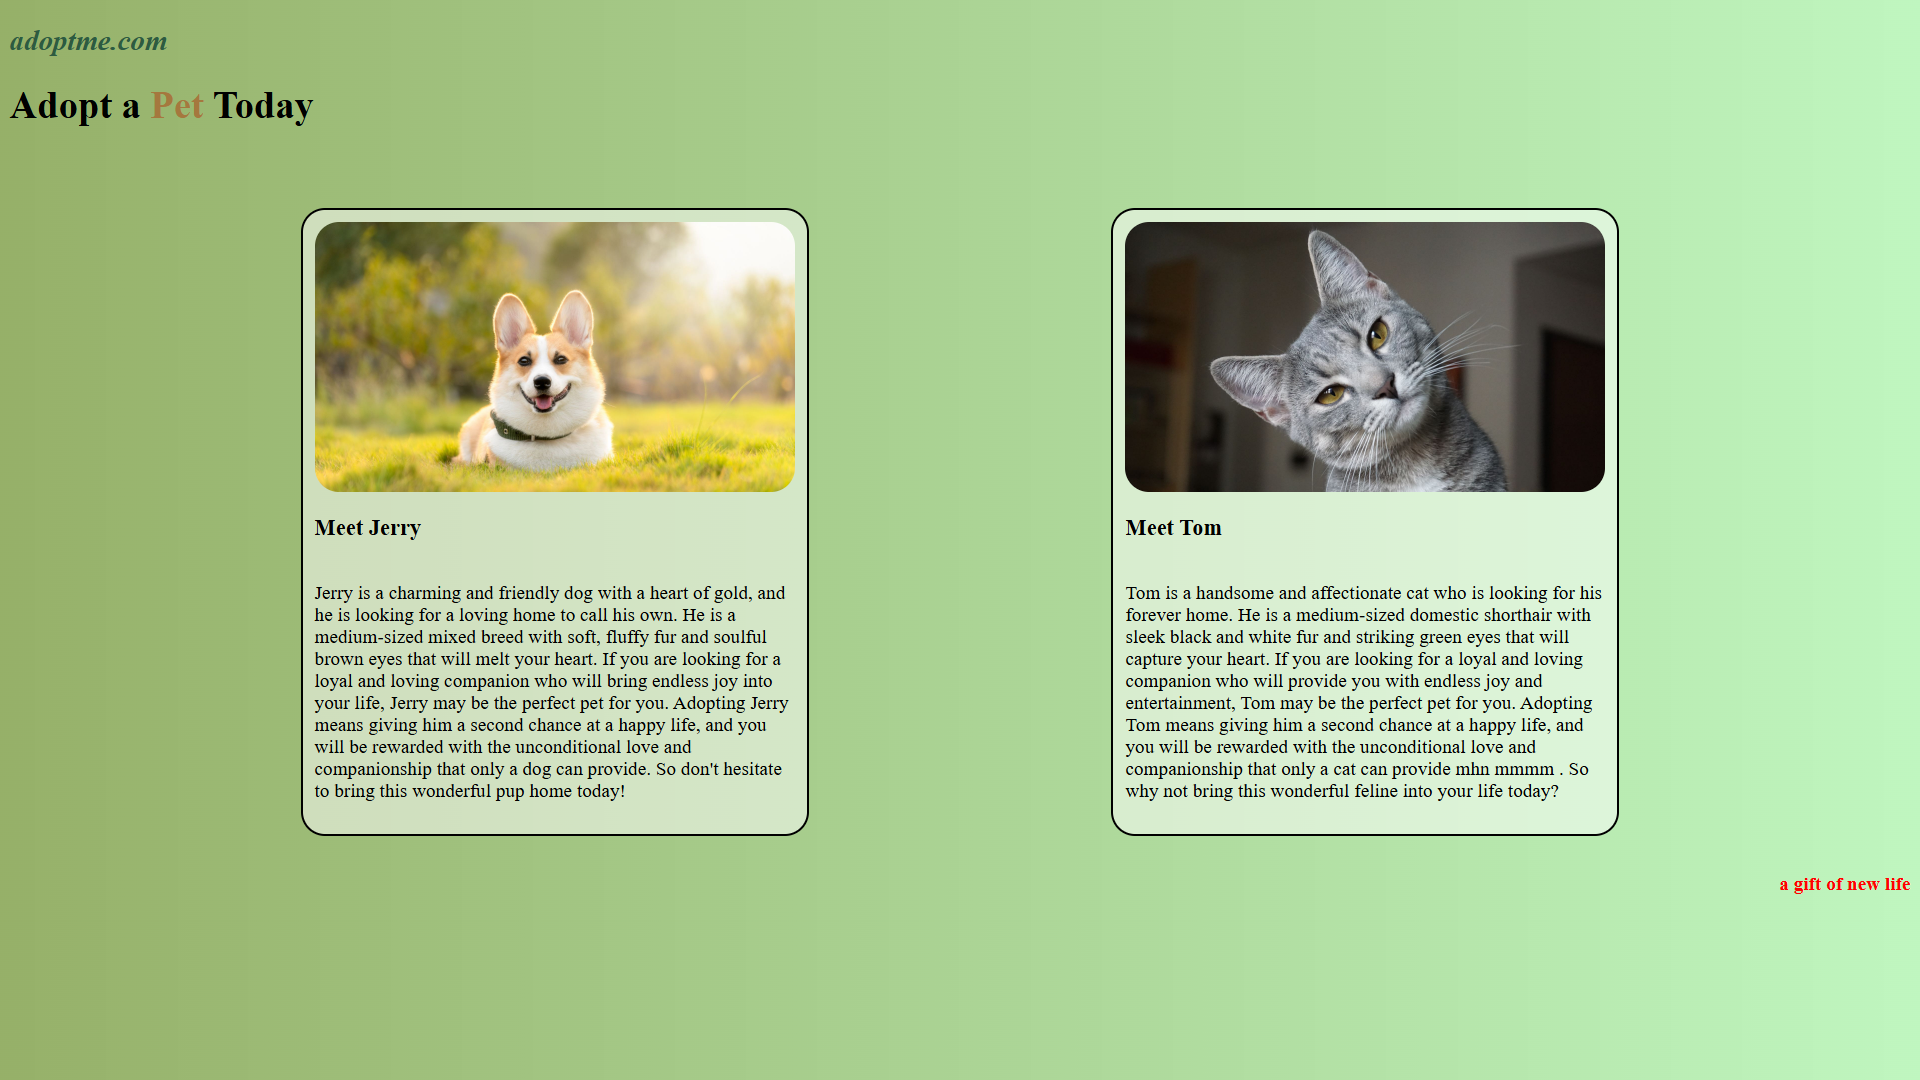 adoptme.com
Adopt a Pet Today
Meet Jerry
Jerry is a charming and friendly dog with a heart of gold, and
he is looking for a loving home to call his own. He is a
medium-sized mixed breed with soft, fluffy fur and soulful
brown eyes that will melt your heart. If you are looking for a
loyal and loving companion who will bring endless joy into
your life, Jerry may be the perfect pet for you. Adopting Jerry
means giving him a second chance at a happy life, and you
will be rewarded with the unconditional love and
companionship that only a dog can provide. So don't hesitate
to bring this wonderful pup home today!
Meet Tom
Tom is a handsome and affectionate cat who is looking for his
forever home. He is a medium-sized domestic shorthair with
sleek black and white fur and striking green eyes that will
capture your heart. If you are looking for a loyal and loving
companion who will provide you with endless joy and
entertainment, Tom may be the perfect pet for you. Adopting
Tom means giving him a second chance at a happy life, and
you will be rewarded with the unconditional love and
companionship that only a cat can provide mhn mmmm . So
why not bring this wonderful feline into your life today?
a gift of new life